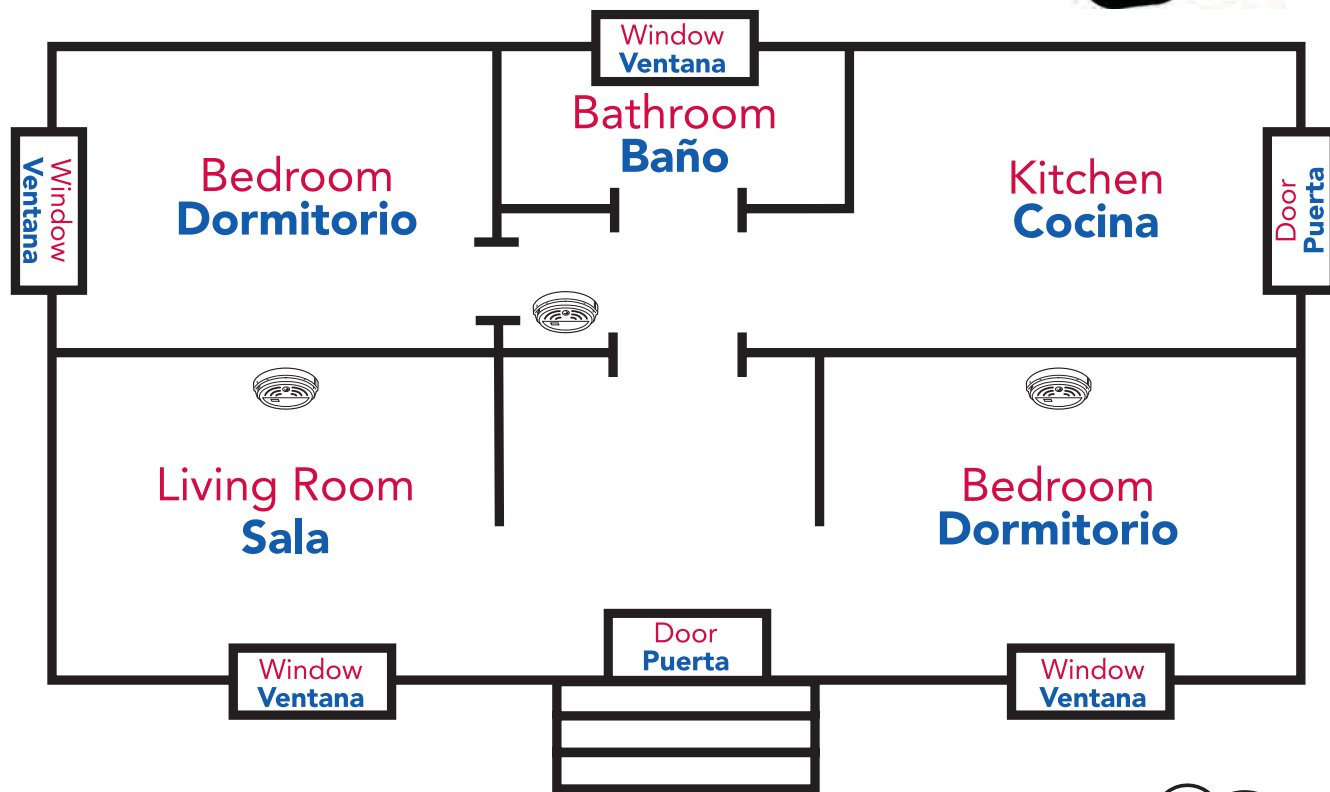 Window
Ventana
Bathroom
Baño
Bedroom
Dormitorio
Window
Ventana
Kitchen
Cocina
Door
Puerta
Living Room
Sala
Bedroom
Dormitorio
Door
Puerta
Window
Ventana
Window
Ventana